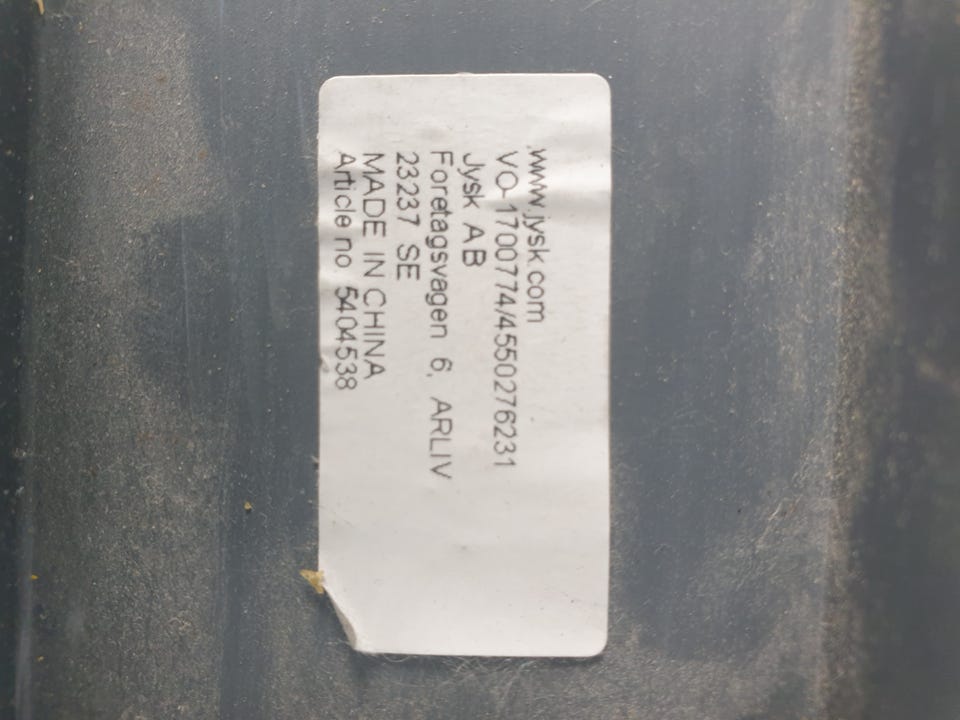 www.jysk.com
VO-1700774/4550276231
Jysk AB
Foretagsvagen 6, ARLIV
23237 SE
MADE IN CHINA
Article no 5404538